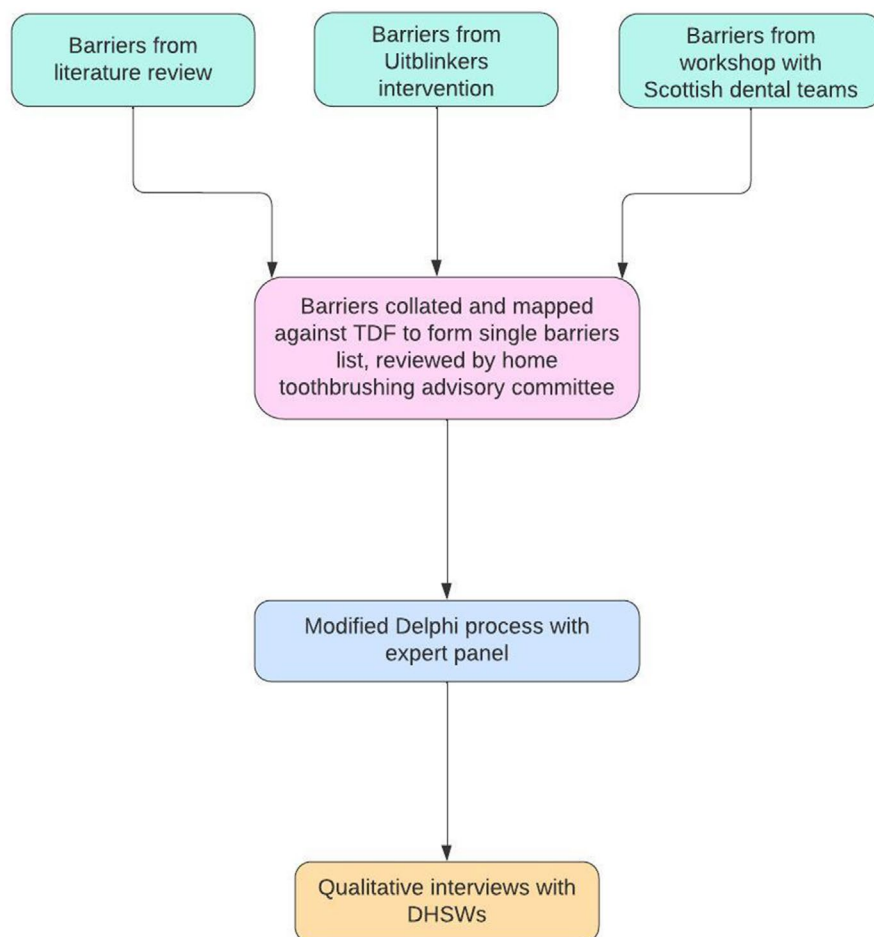 Barriers from
literature review
Barriers from
Uitblinkers
intervention
Barriers from
workshop with
Scottish dental teams
Barriers collated and mapped
against TDF to form single barriers
list, reviewed by home
toothbrushing advisory committee
Modified Delphi process with
expert panel
Qualitative interviews with
DHSWs